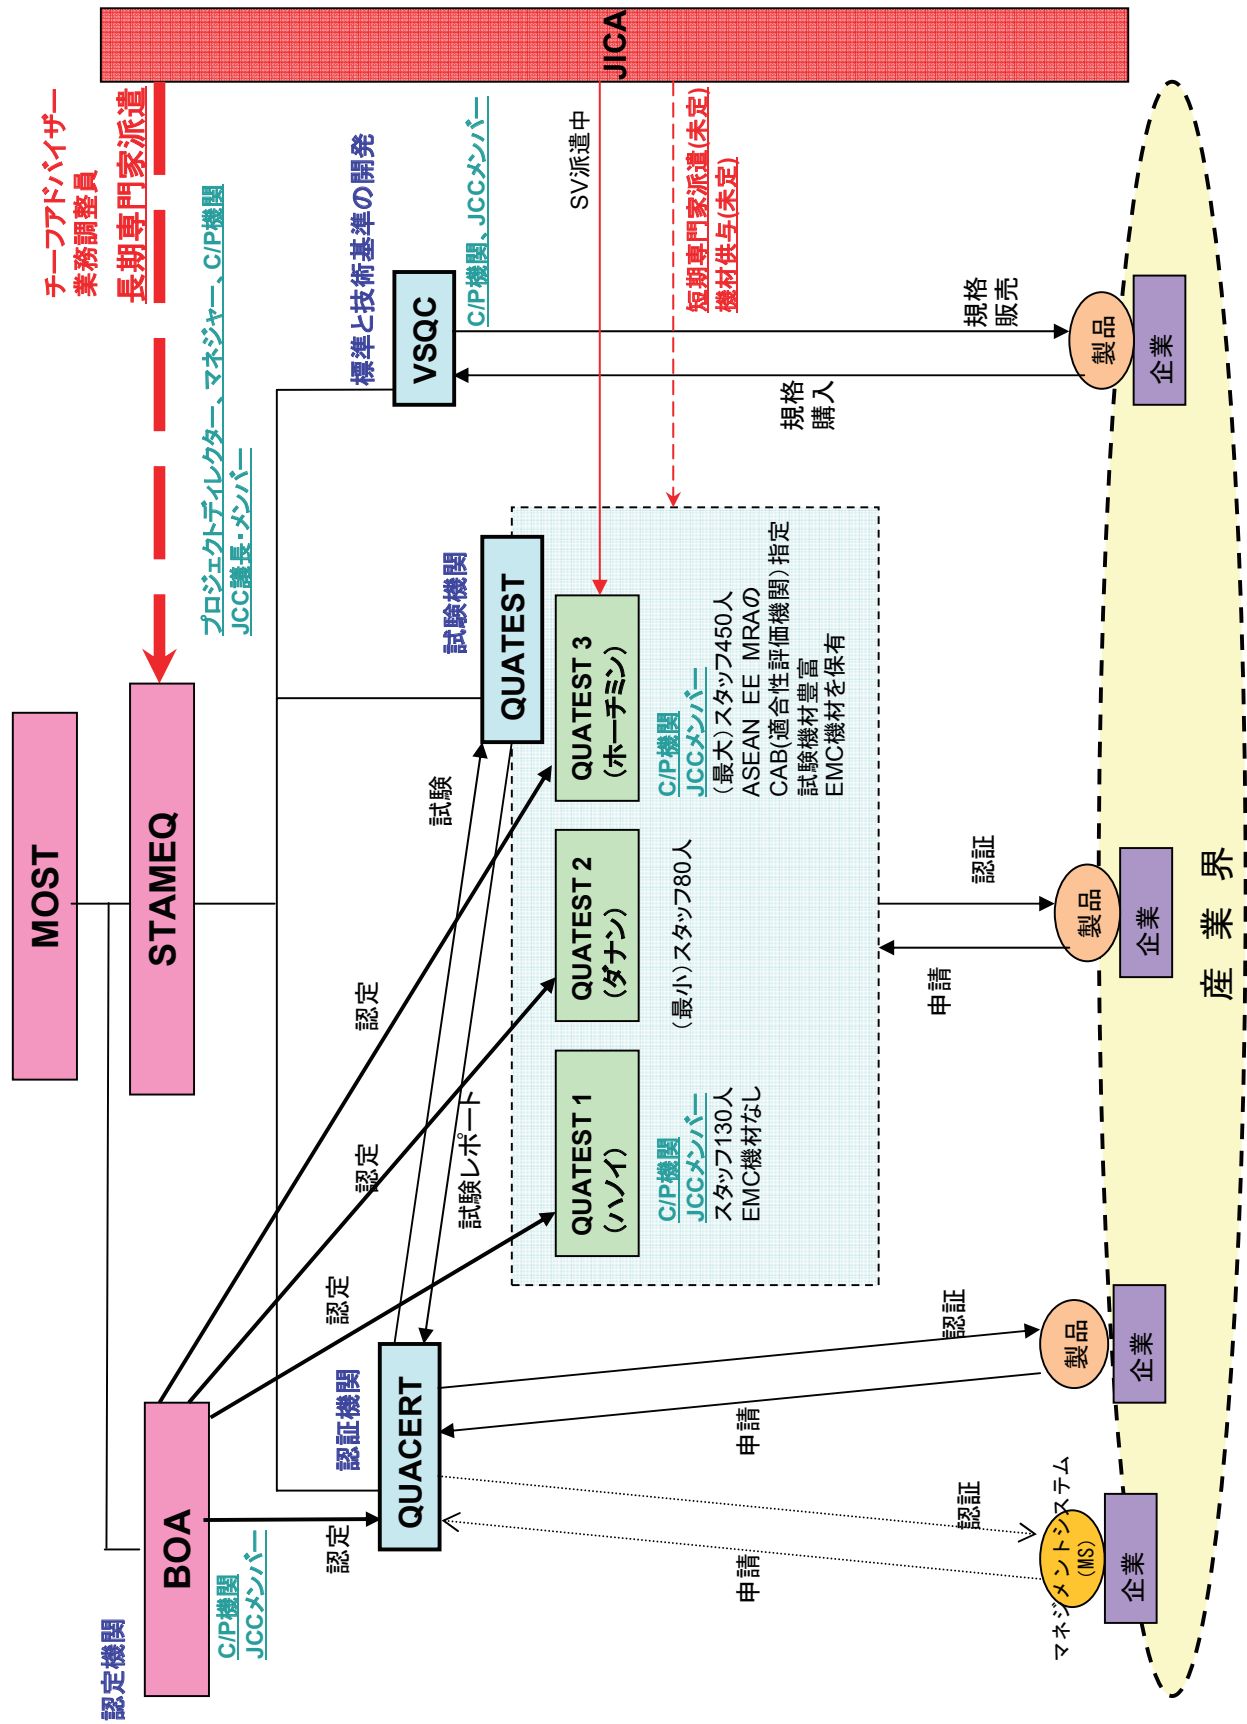 MOST
STAMEQ
チーフアドバイザー
業務調整員
長期専門家派遣
プロジェクトディレクター、マネジャー、C/P機関
JCC議長・メンバー
JICA
認定機関
BOA
C/P機関
JCCメンバー
認定
認定
認定
認定
認証機関
QUACERT
試験
試験レポート
試験機関
QUATEST
標準と技術基準の開発
VSQC
C/P機関、JCCメンバー
SV派遣中
短期専門家派遣(未定)
機材供与(未定)
QUATEST 1
(ハノイ)
C/P機関
JCCメンバー
スタッフ130人
EMC機材なし
QUATEST 2
(ダナン)
(最小)スタッフ80人
QUATEST 3
(ホーチミン)
C/P機関
JCCメンバー
(最大)スタッフ450人
ASEAN EE MRAの
CAB(適合性評価機関)指定
試験機材豊富
EMC機材を保有
申請
認証
申請
認証
申請
認証
規格
購入
規格
販売
マネジメントシステム
(MS)
企業
製品
企業
製品
企業
製品
企業
産業界